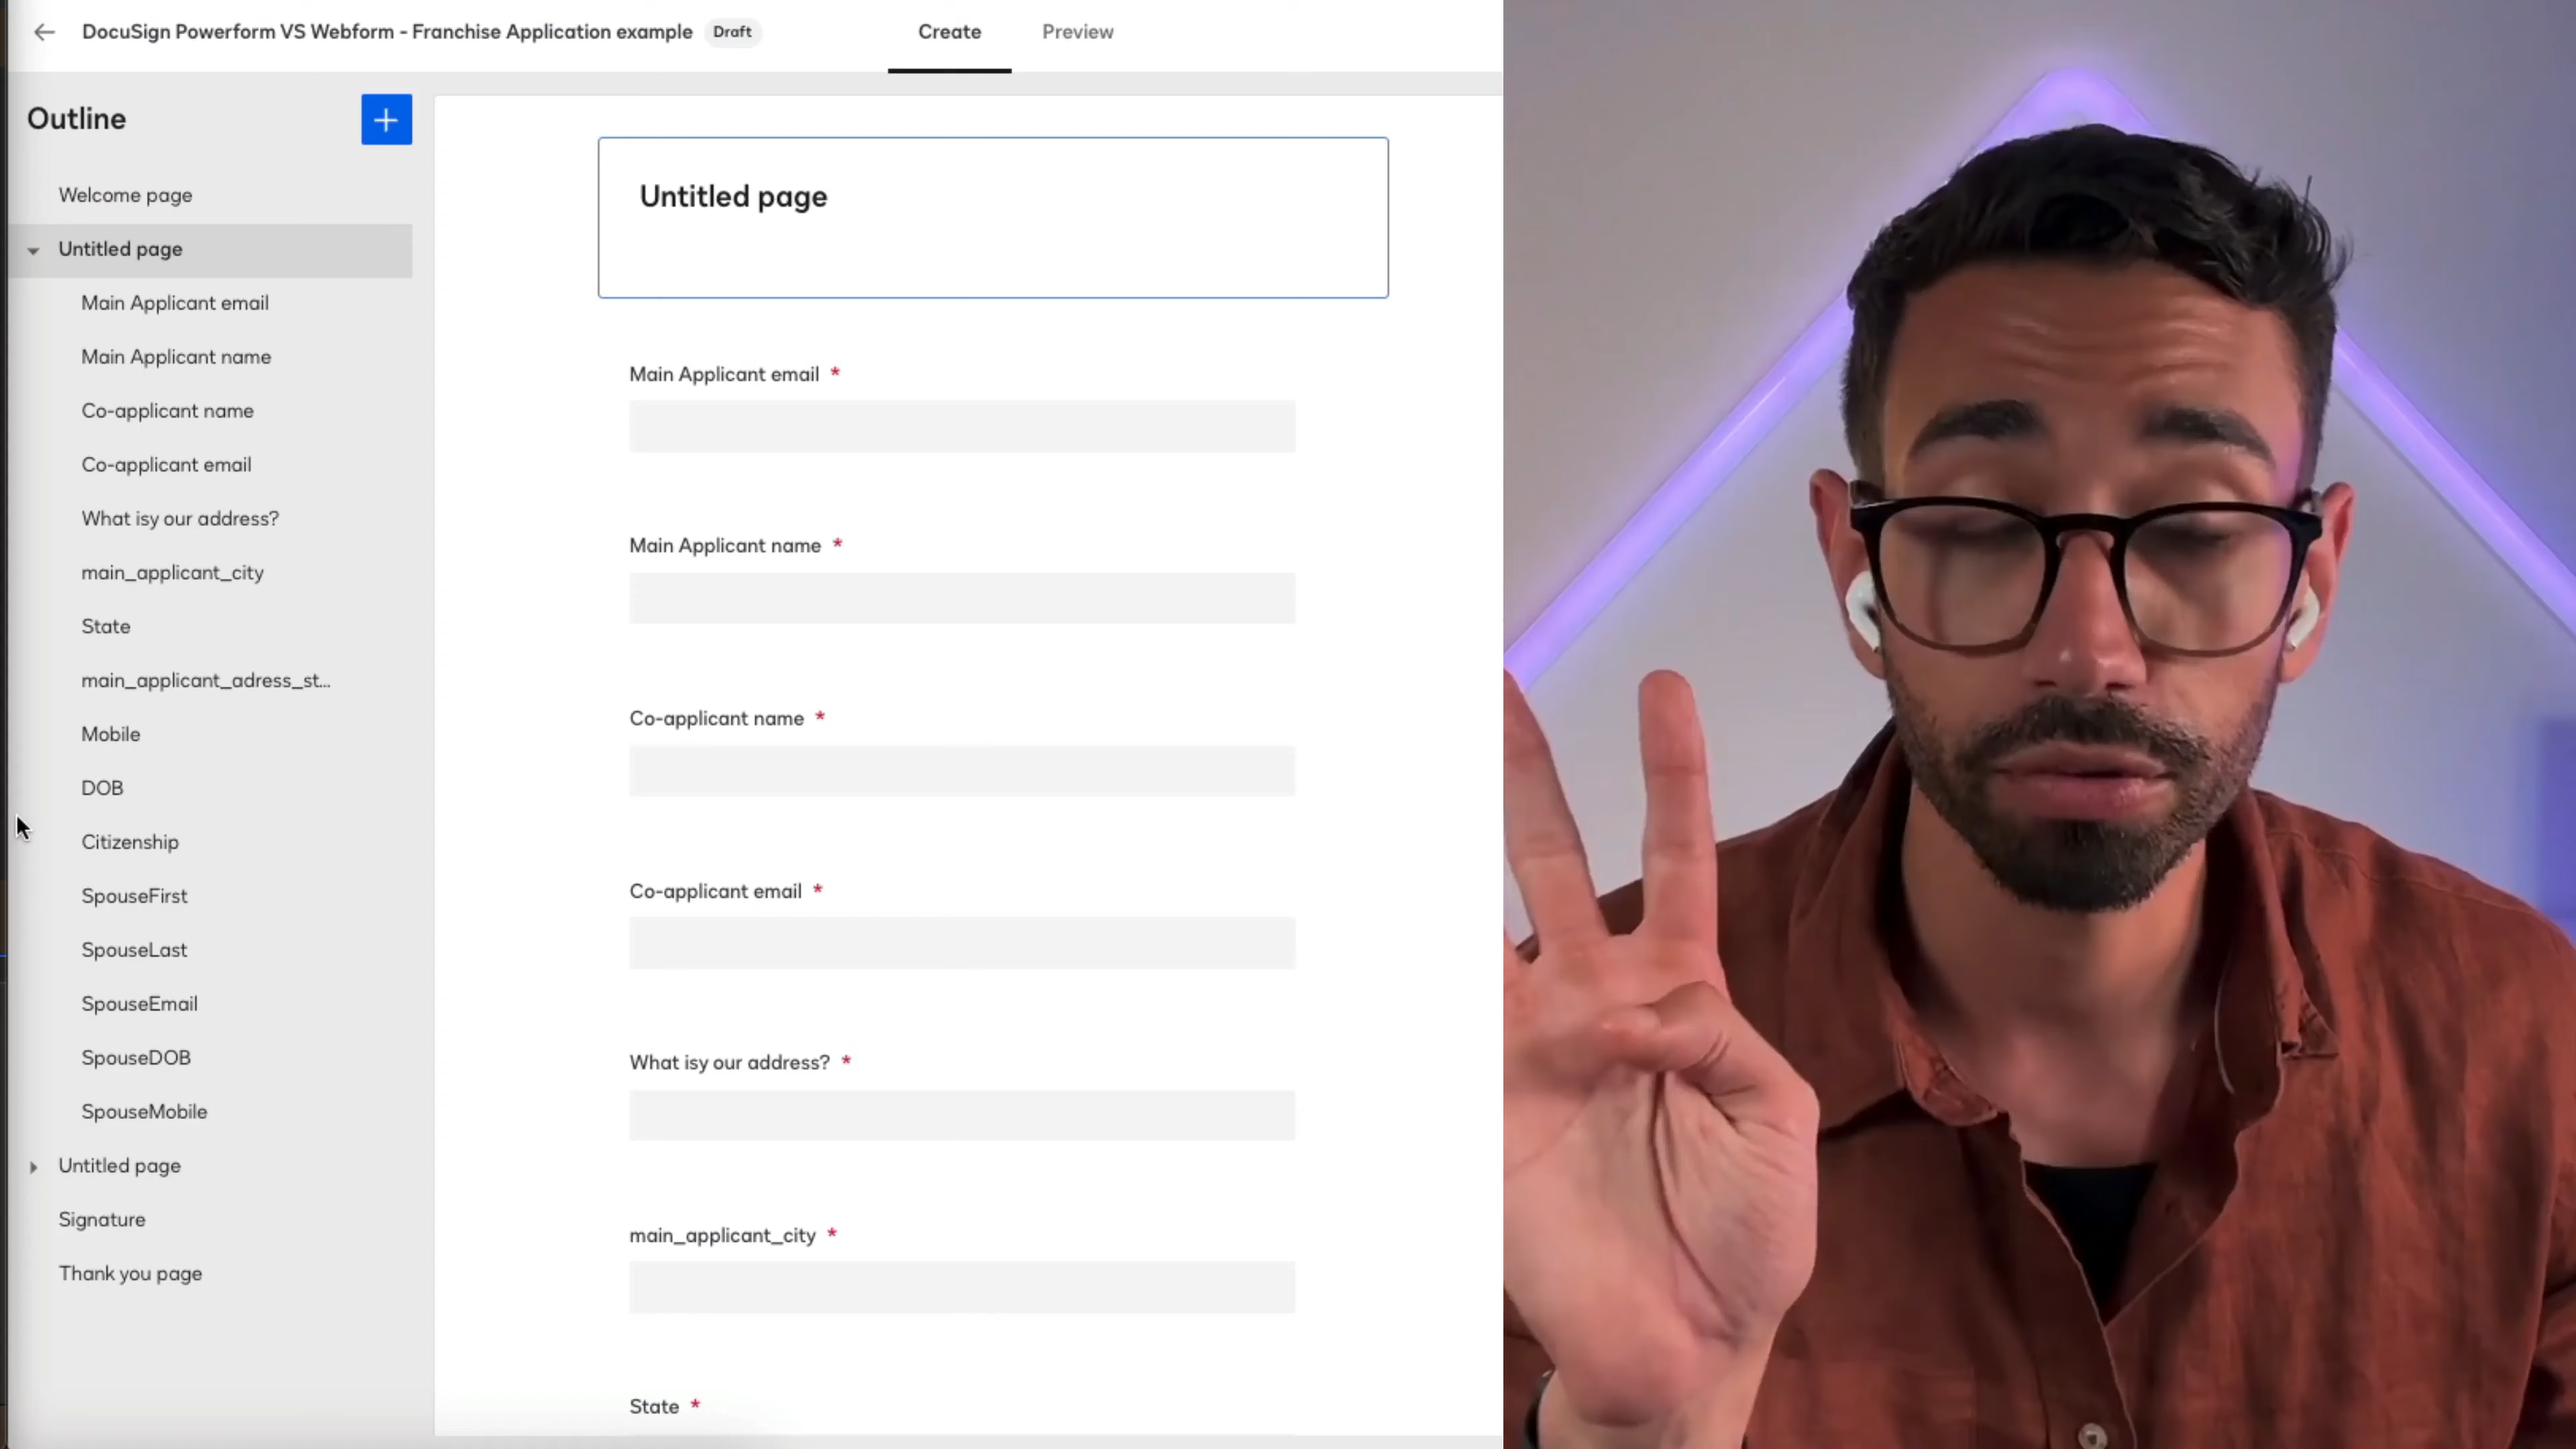 DocuSign Powerform VS Webform - Franchise Application example Draft
Create
Preview
Outline
Welcome page
Untitled page
Main Applicant email
Main Applicant name
Co-applicant name
Co-applicant email
What isy our address?
main_applicant_city
State
main_applicant_adress_st...
Mobile
DOB
Citizenship
SpouseFirst
SpouseLast
SpouseEmail
SpouseDOB
SpouseMobile
Untitled page
Signature
Thank you page
Untitled page
Main Applicant email *
Main Applicant name *
Co-applicant name *
Co-applicant email *
What isy our address? *
main_applicant_city *
State *